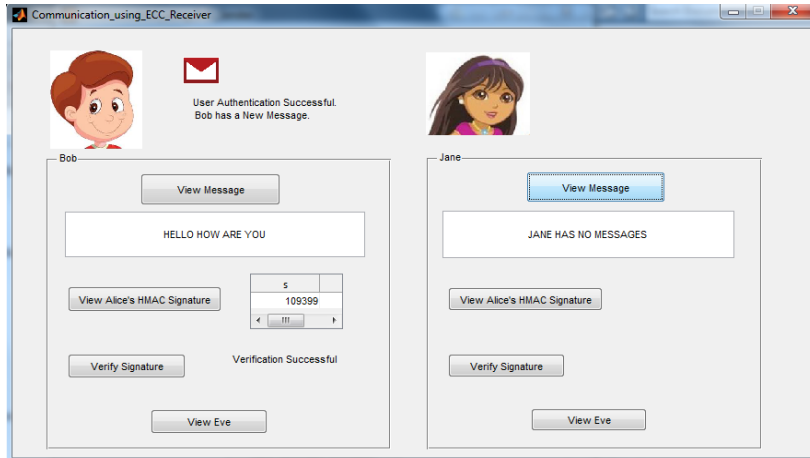 Communication_using_ECC_Receiver
User Authentication Successful.
Bob has a New Message.
Bob
View Message
HELLO HOW ARE YOU
View Alice's HMAC Signature
s
109399
Verify Signature
Verification Successful
View Eve
Jane
View Message
JANE HAS NO MESSAGES
View Alice's HMAC Signature
Verify Signature
View Eve